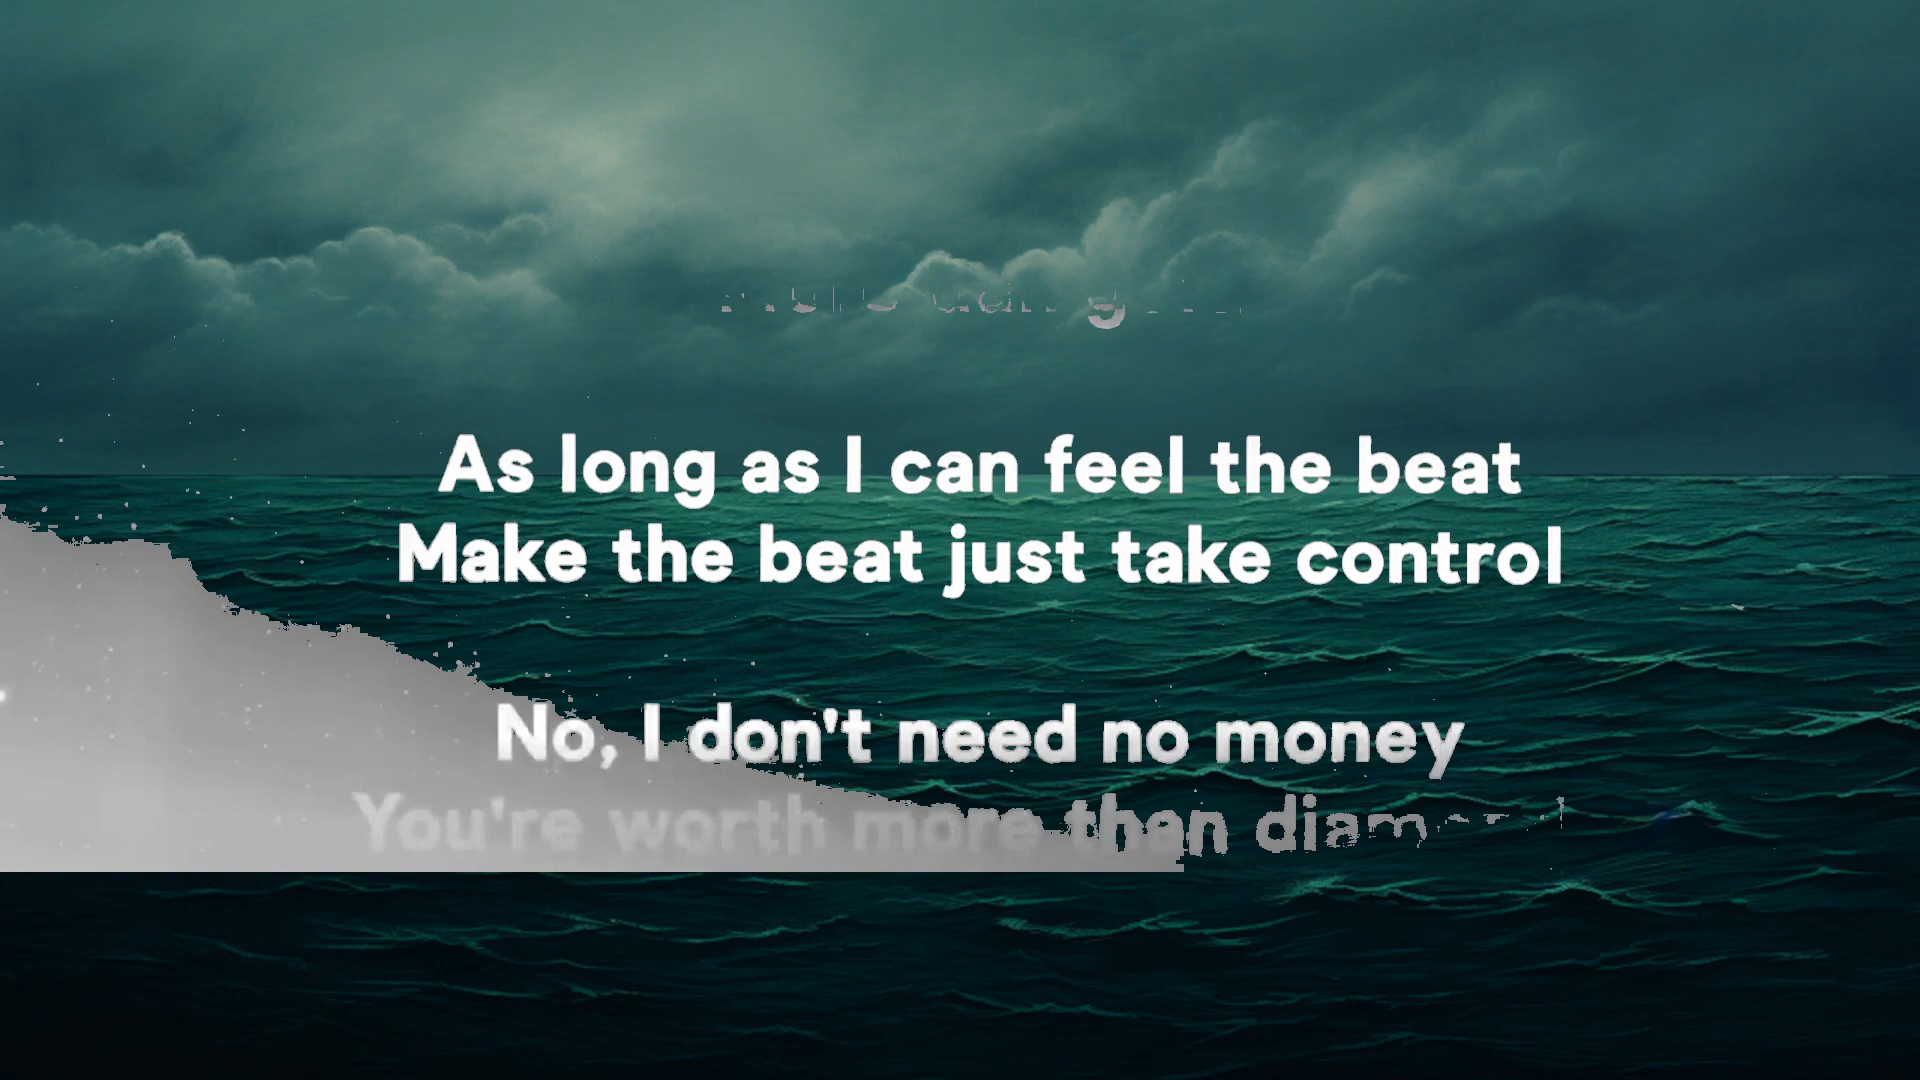 As long as I can feel the beat
Make the beat just take control
No, I don't need no money
You're worth more than